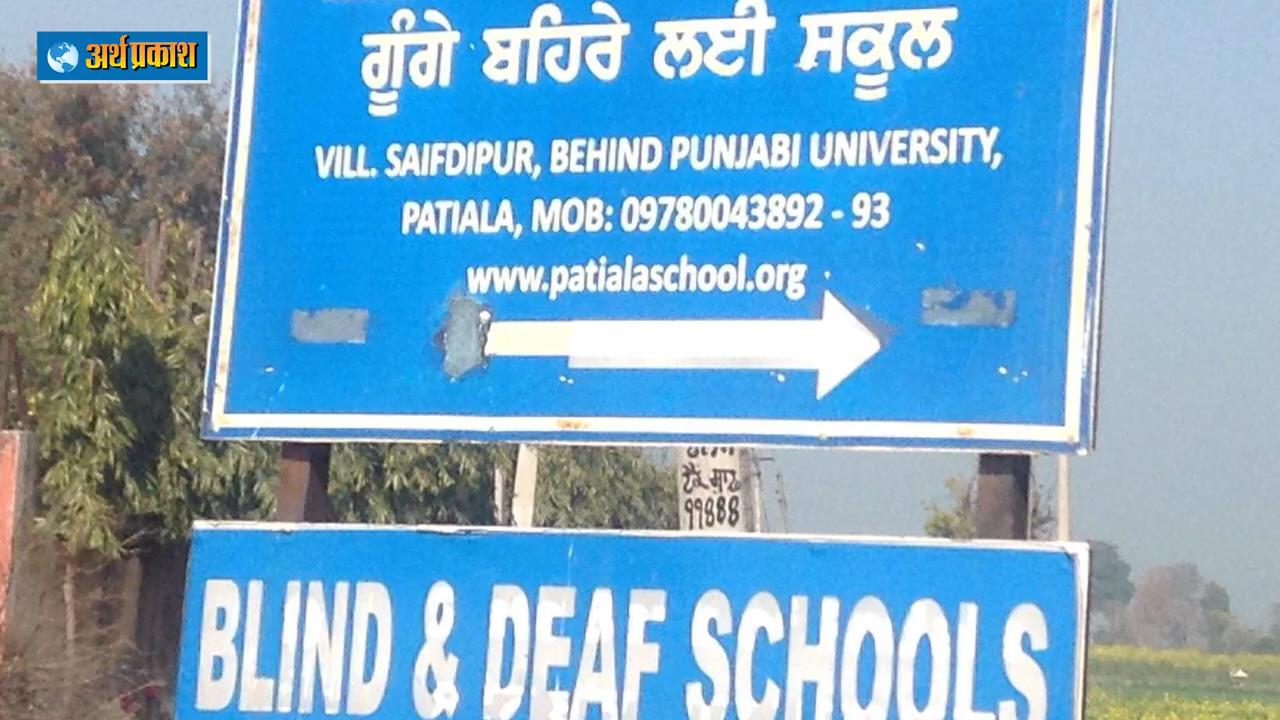 अर्थ प्रकाश
ਗੂੰਗੇ ਬਹਿਰੇ ਲਈ ਸਕੂਲ
VILL. SAIFDIPUR, BEHIND PUNJABI UNIVERSITY,
PATIALA, MOB: 09780043892 - 93
www.patialaschool.org
99888
BLIND & DEAF SCHOOLS